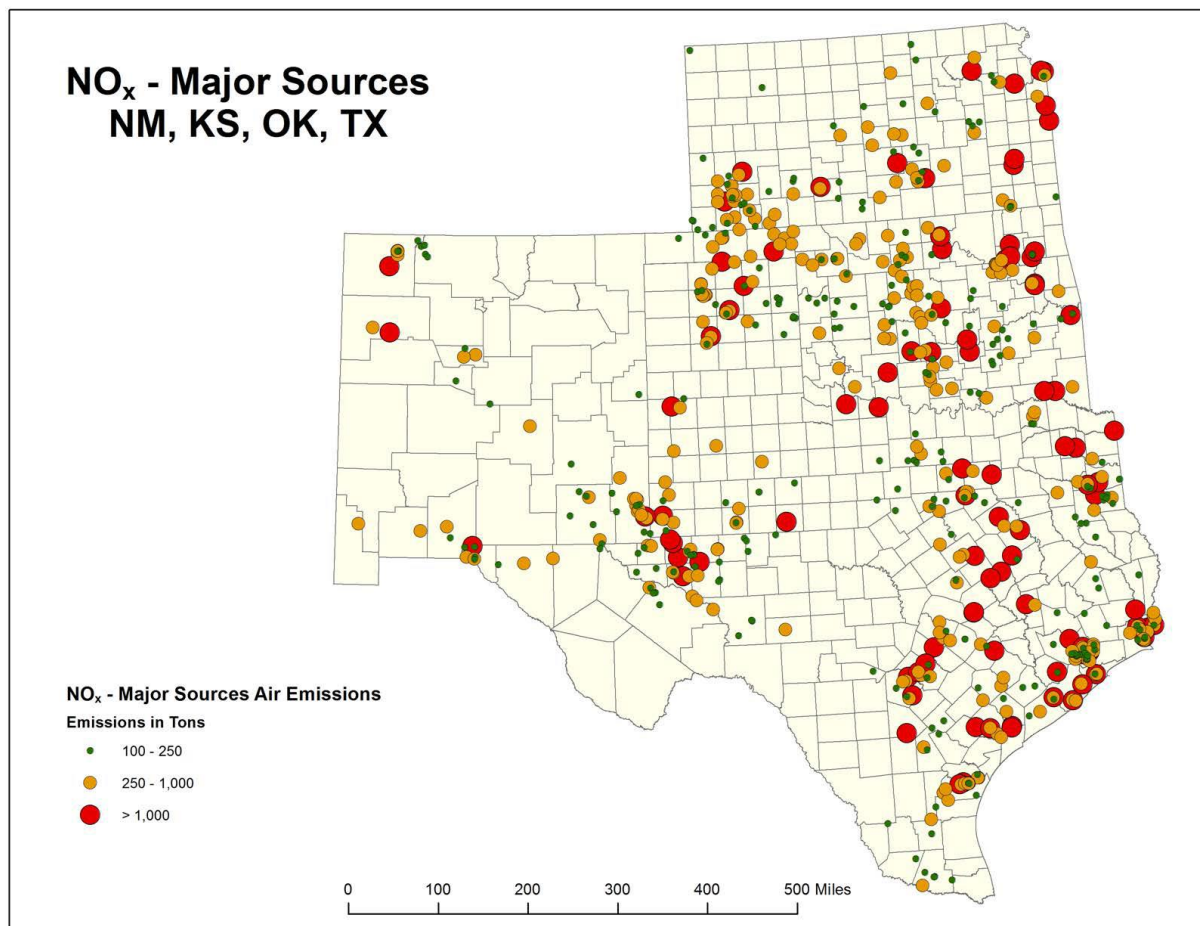 NOx - Major Sources
NM, KS, OK, TX
NOx - Major Sources Air Emissions
Emissions in Tons
100 - 250
250 - 1,000
> 1,000
0 100 200 300 400 500 Miles